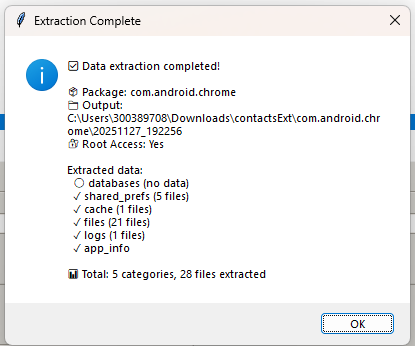 Extraction Complete
☑ Data extraction completed!
📦 Package: com.android.chrome
📁 Output:
C:\Users\300389708\Downloads\contactsExt\com.android.chr
ome\20251127_192256
🔐 Root Access: Yes
Extracted data:
○ databases (no data)
✓ shared_prefs (5 files)
✓ cache (1 files)
✓ files (21 files)
✓ logs (1 files)
✓ app_info
📊 Total: 5 categories, 28 files extracted
OK